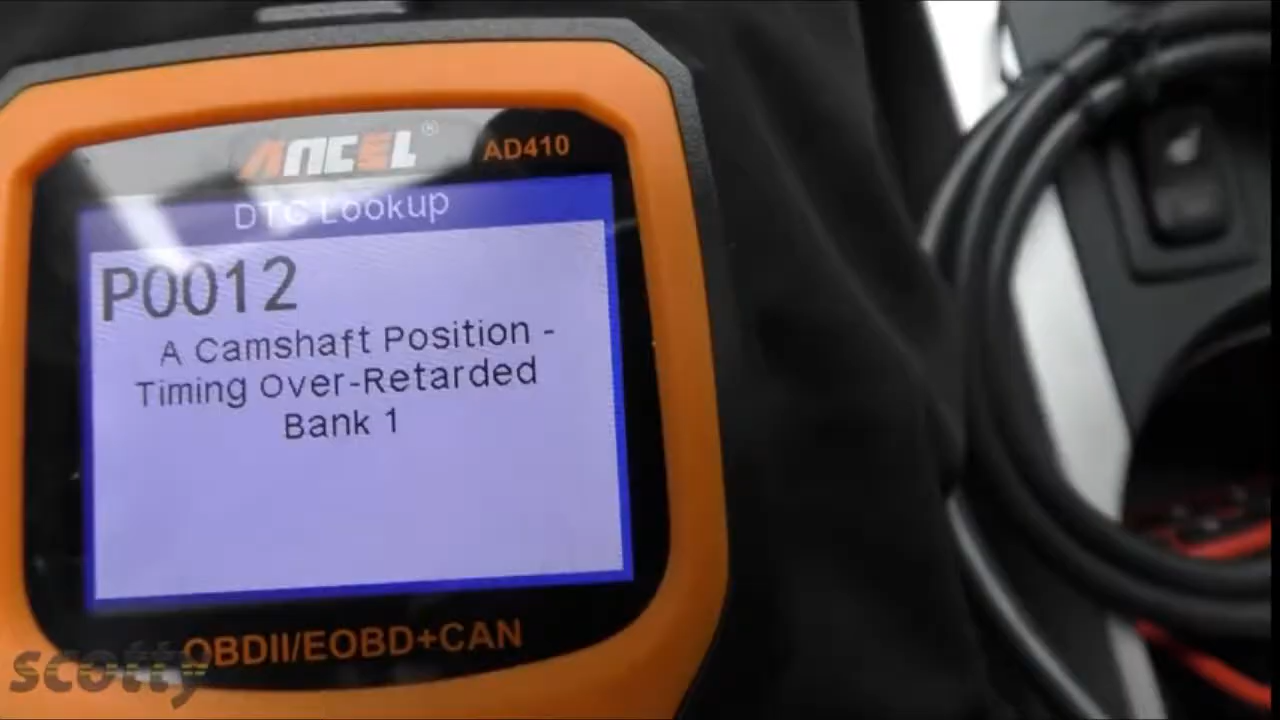 ANCEL®
AD410
DTC Lookup
P0012
A Camshaft Position -
Timing Over-Retarded
Bank 1
OBDII/EOBD+CAN
scotty